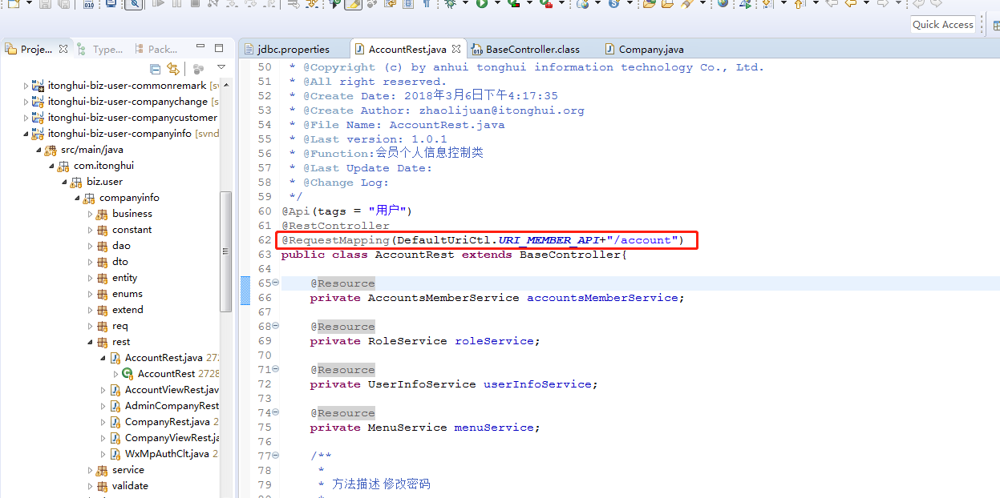 Quick Access
Proje...
Type...
Pack...
jdbc.properties
AccountRest.java
BaseController.class
Company.java
itonghui-biz-user-commonremark [sv
itonghui-biz-user-companychange [s
itonghui-biz-user-companycustomer
itonghui-biz-user-companyinfo [svnd
src/main/java
com.itonghui
biz.user
companyinfo
business
constant
dao
dto
entity
enums
extend
req
rest
AccountRest.java 272
AccountRest 2728
AccountViewRest.jav
AdminCompanyRest
CompanyRest.java 2
CompanyViewRest.ja
WxMpAuthClt.java 2
service
validate
50 * @Copyright (c) by anhui tonghui information technology Co., Ltd.
51 * @All right reserved.
52 * @Create Date: 2018年3月6日下午4:17:35
53 * @Create Author: zhaolijuan@itonghui.org
54 * @File Name: AccountRest.java
55 * @Last version: 1.0.1
56 * @Function:会员个人信息控制类
57 * @Last Update Date:
58 * @Change Log:
59 */
60 @Api(tags = "用户")
61 @RestController
62 @RequestMapping(DefaultUriCtl.URI_MEMBER_API+"/account")
63 public class AccountRest extends BaseController{
64
65 @Resource
66 private AccountsMemberService accountsMemberService;
67
68 @Resource
69 private RoleService roleService;
70
71 @Resource
72 private UserInfoService userInfoService;
73
74 @Resource
75 private MenuService menuService;
76
77 /**
78 *
79 * 方法描述 修改密码